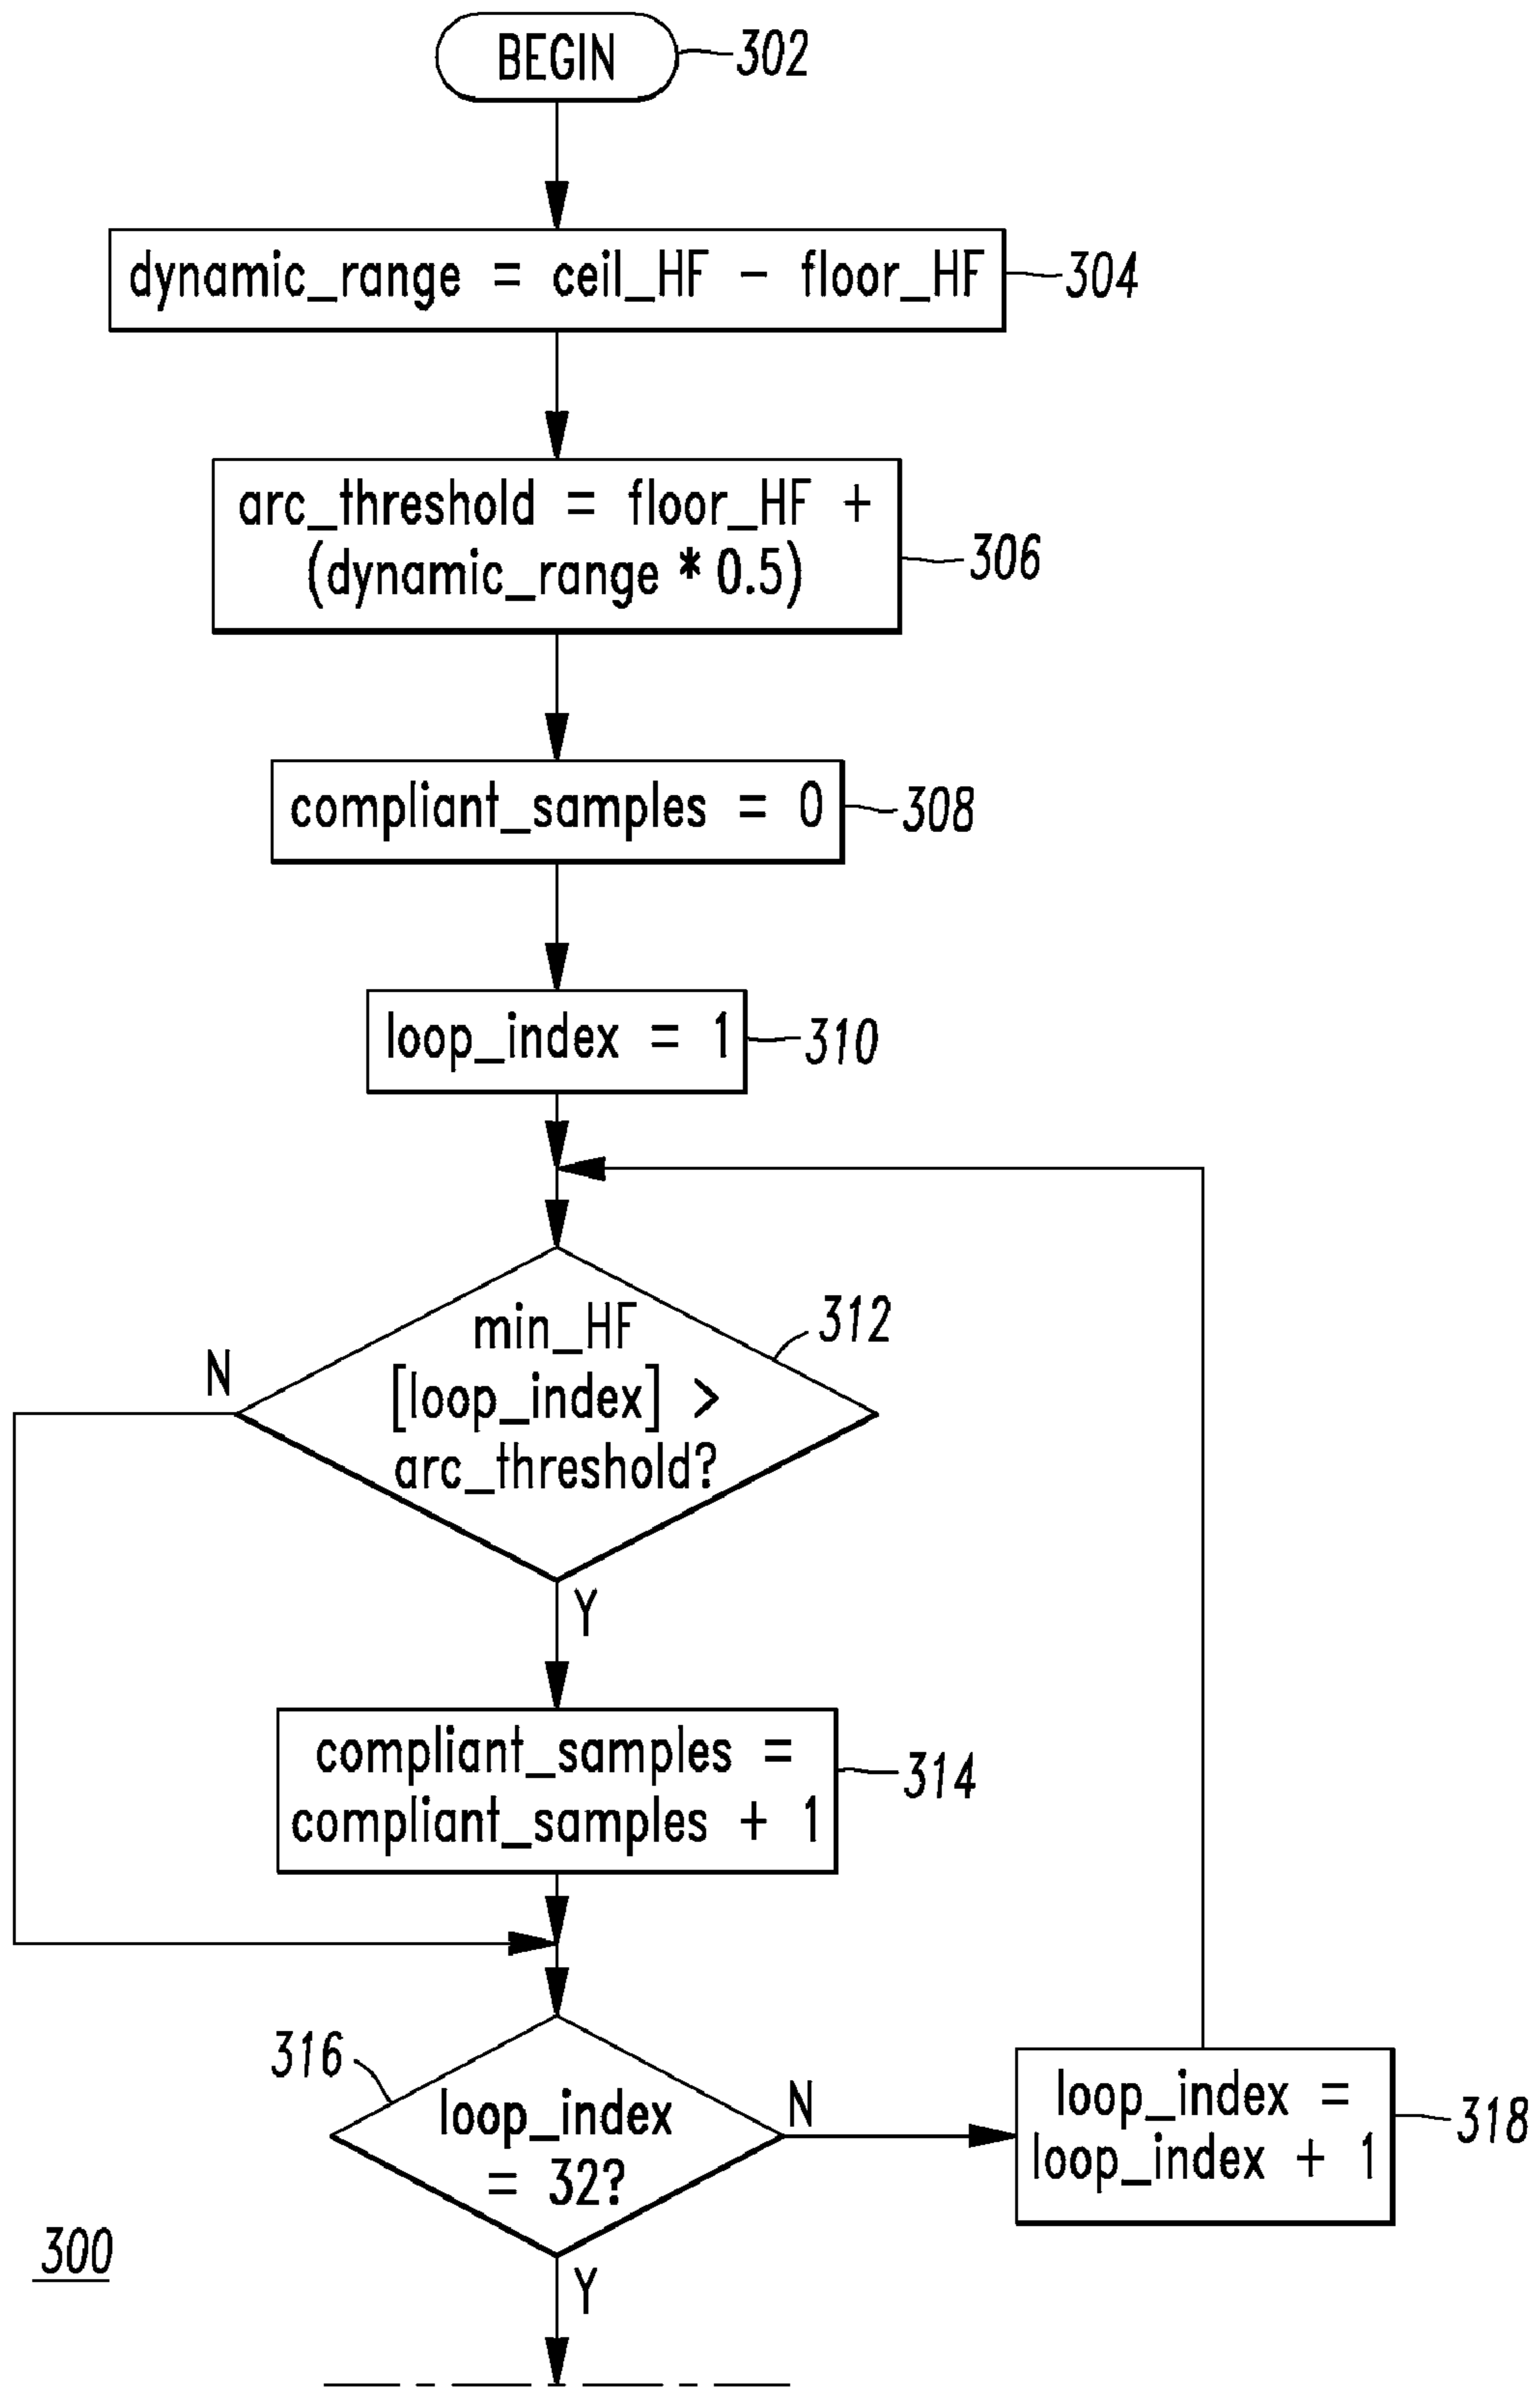 BEGIN
302
dynamic_range = ceil_HF - floor_HF
304
arc_threshold = floor_HF +
(dynamic_range * 0.5)
306
compliant_samples = 0
308
loop_index = 1
310
min_HF
[loop_index] >
arc_threshold?
312
N
Y
compliant_samples =
compliant_samples + 1
314
316
loop_index
= 32?
N
loop_index =
loop_index + 1
318
Y
300